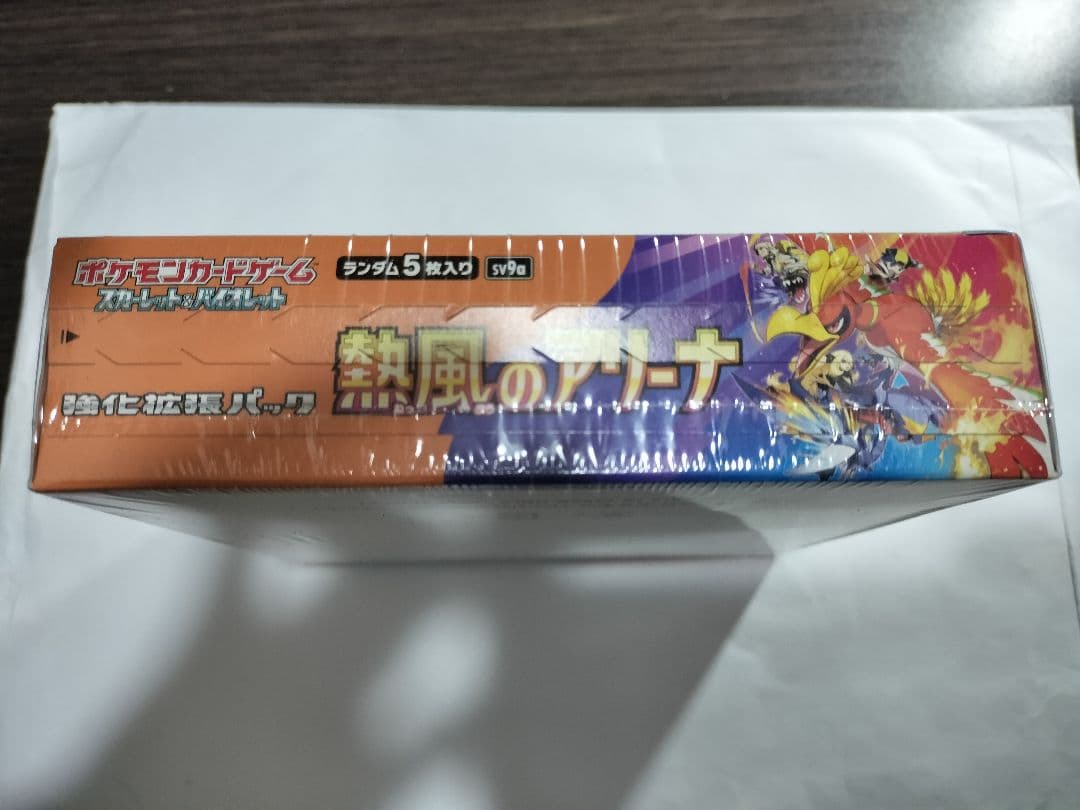 ポケモンカードゲーム
スカーレット&バイオレット
ランダム5枚入り
sv9a
熱風のアリーナ
強化拡張パック